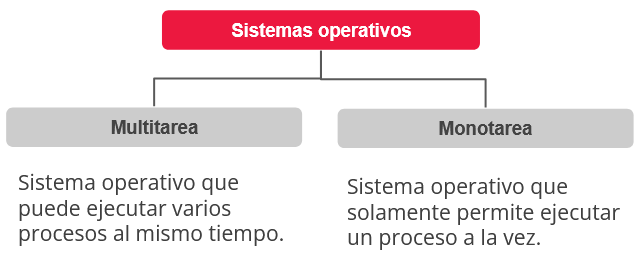 Sistemas operativos
Multitarea
Monotarea
Sistema operativo que
puede ejecutar varios
procesos al mismo tiempo.
Sistema operativo que
solamente permite ejecutar
un proceso a la vez.